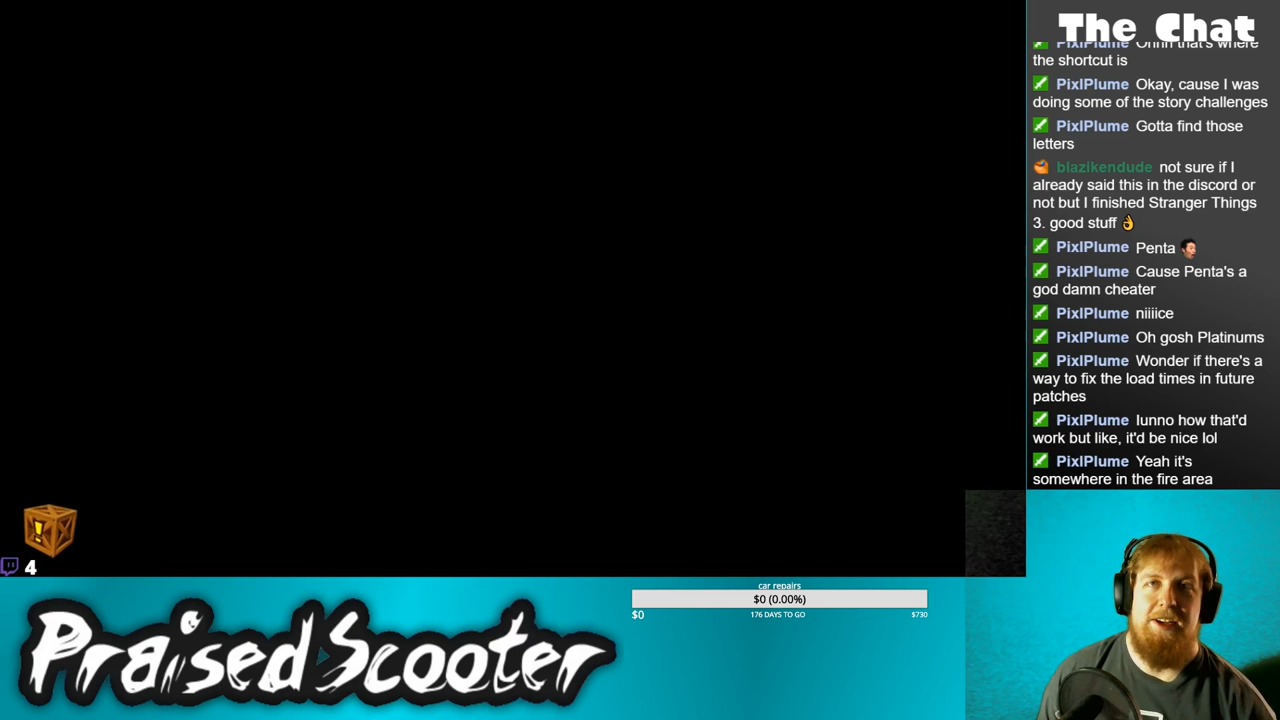 The Chat
PixlPlume Ohhh that's where
the shortcut is
PixlPlume Okay, cause I was
doing some of the story challenges
PixlPlume Gotta find those
letters
blazikendude not sure if I
already said this in the discord or
not but I finished Stranger Things
3. good stuff 👌
PixlPlume Penta
PixlPlume Cause Penta's a
god damn cheater
PixlPlume niiiice
PixlPlume Oh gosh Platinums
PixlPlume Wonder if there's a
way to fix the load times in future
patches
PixlPlume Iunno how that'd
work but like, it'd be nice lol
PixlPlume Yeah it's
somewhere in the fire area
4
PraisedScooter
car repairs
$0 (0.00%)
$0 176 DAYS TO GO $730